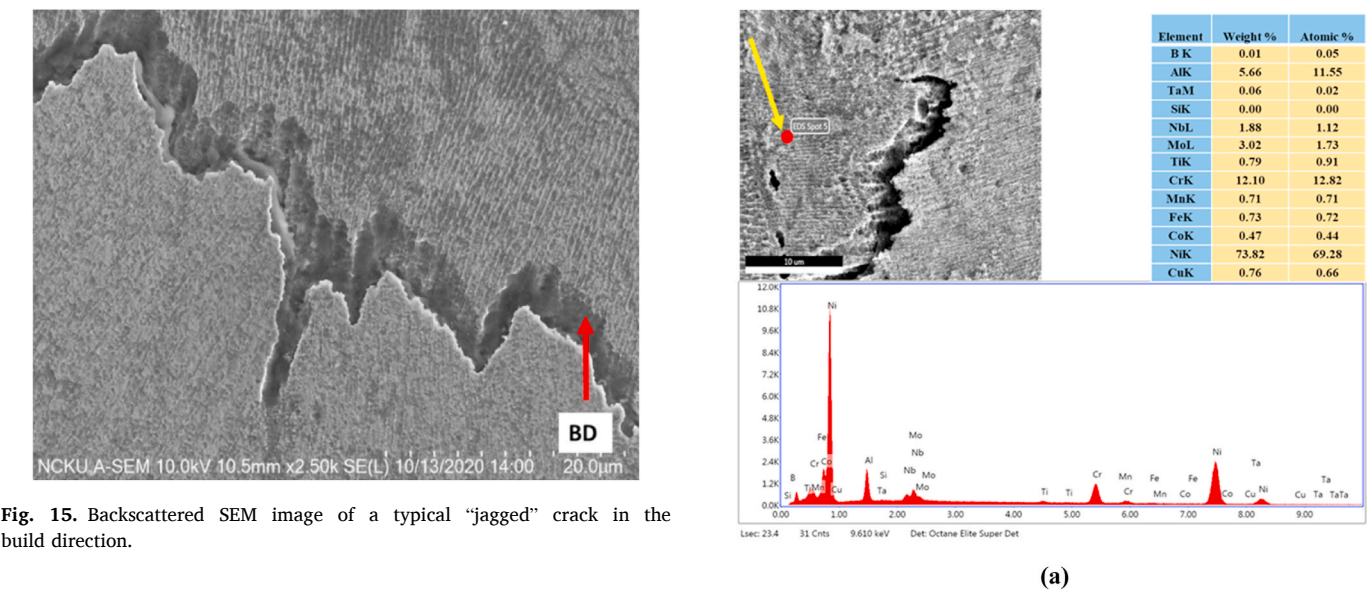 BD
NCKU A-SEM 10.0kV 10.5mm x2.50k SE(L) 10/13/2020 14:00 20.0µm
Fig. 15. Backscattered SEM image of a typical “jagged” crack in the
build direction.
EDS Spot 5
10 um
Element Weight % Atomic %
B K 0.01 0.05
AlK 5.66 11.55
TaM 0.06 0.02
SiK 0.00 0.00
NbL 1.88 1.12
MoL 3.02 1.73
TiK 0.79 0.91
CrK 12.10 12.82
MnK 0.71 0.71
FeK 0.73 0.72
CoK 0.47 0.44
NiK 73.82 69.28
CuK 0.76 0.66
12.0K
10.8K
9.6K
8.4K
7.2K
6.0K
4.8K
3.6K
2.4K
1.2K
0.0K
Ni
Fe
Cr Co
B
Si Ti Mn Cu
Al
Si
Ta
Mo
Nb
Nb Mo
Mo
Ti Ti
Cr
Mn Fe Fe
Cr Mn Co
Ni
Ta
Co Cu Ni
Ta
Cu Ta TaTa
0.00 1.00 2.00 3.00 4.00 5.00 6.00 7.00 8.00 9.00
Lsec: 23.4 31 Cnts 9.610 keV Det: Octane Elite Super Det
(a)